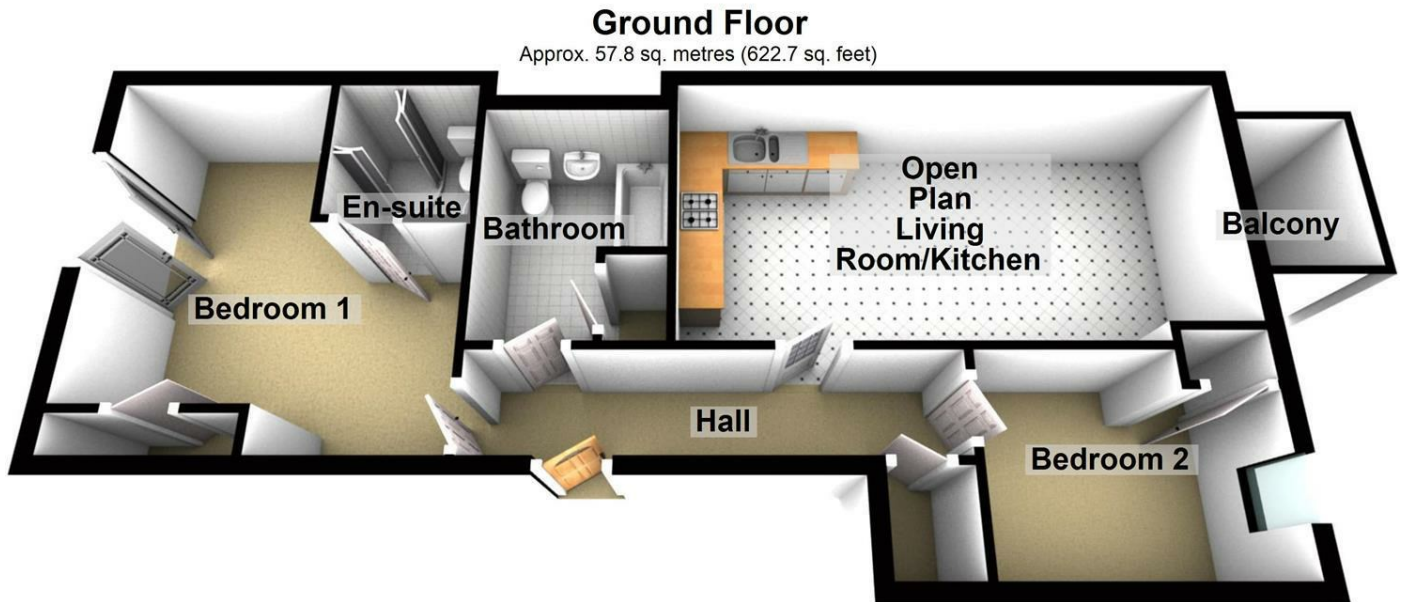 Ground Floor
Approx. 57.8 sq. metres (622.7 sq. feet)
Open
Plan
Living
Room/Kitchen
En-suite
Bathroom
Balcony
Bedroom 1
Hall
Bedroom 2